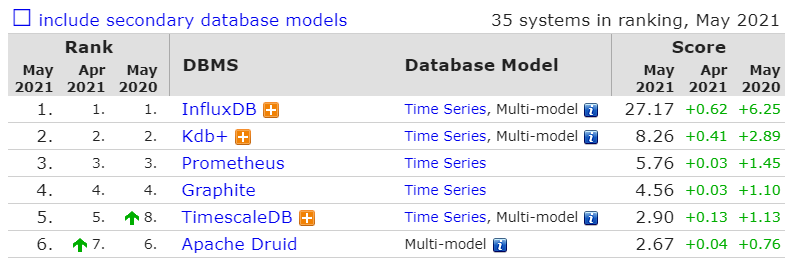 include secondary database models 35 systems in ranking, May 2021
Rank DBMS Database Model Score
May 2021 Apr 2021 May 2020 May 2021 Apr 2021 May 2020
1. 1. 1. InfluxDB Time Series, Multi-model 27.17 +0.62 +6.25
2. 2. 2. Kdb+ Time Series, Multi-model 8.26 +0.41 +2.89
3. 3. 3. Prometheus Time Series 5.76 +0.03 +1.45
4. 4. 4. Graphite Time Series 4.56 +0.03 +1.10
5. 5. 8. TimescaleDB Time Series, Multi-model 2.90 +0.13 +1.13
6. 7. 6. Apache Druid Multi-model 2.67 +0.04 +0.76